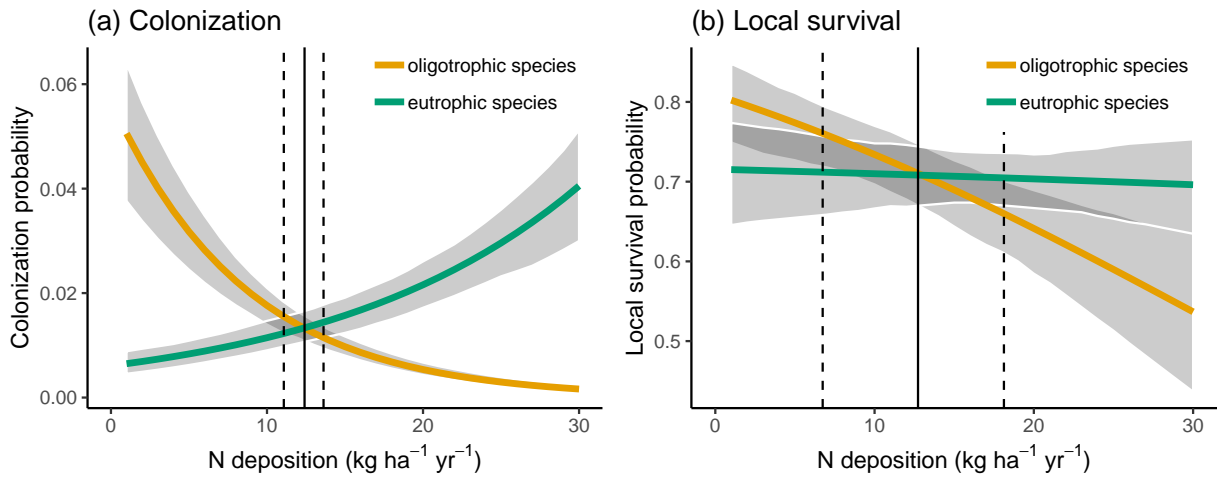 (a) Colonization
oligotrophic species
eutrophic species
Colonization probability
0.06
0.04
0.02
0.00
0
10
20
30
N deposition (kg ha⁻¹ yr⁻¹)
(b) Local survival
oligotrophic species
eutrophic species
Local survival probability
0.8
0.7
0.6
0.5
0
10
20
30
N deposition (kg ha⁻¹ yr⁻¹)